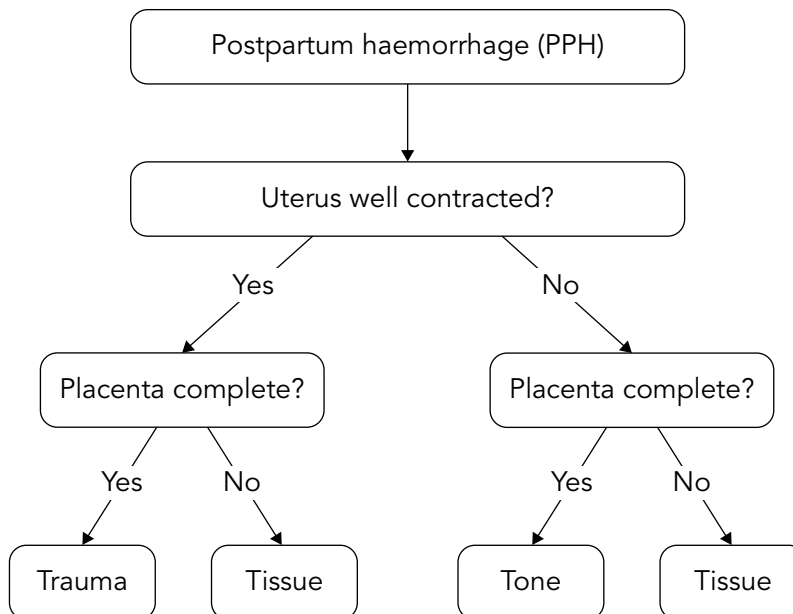 Postpartum haemorrhage (PPH)
Uterus well contracted?
Yes
No
Placenta complete?
Placenta complete?
Yes
No
Yes
No
Trauma
Tissue
Tone
Tissue